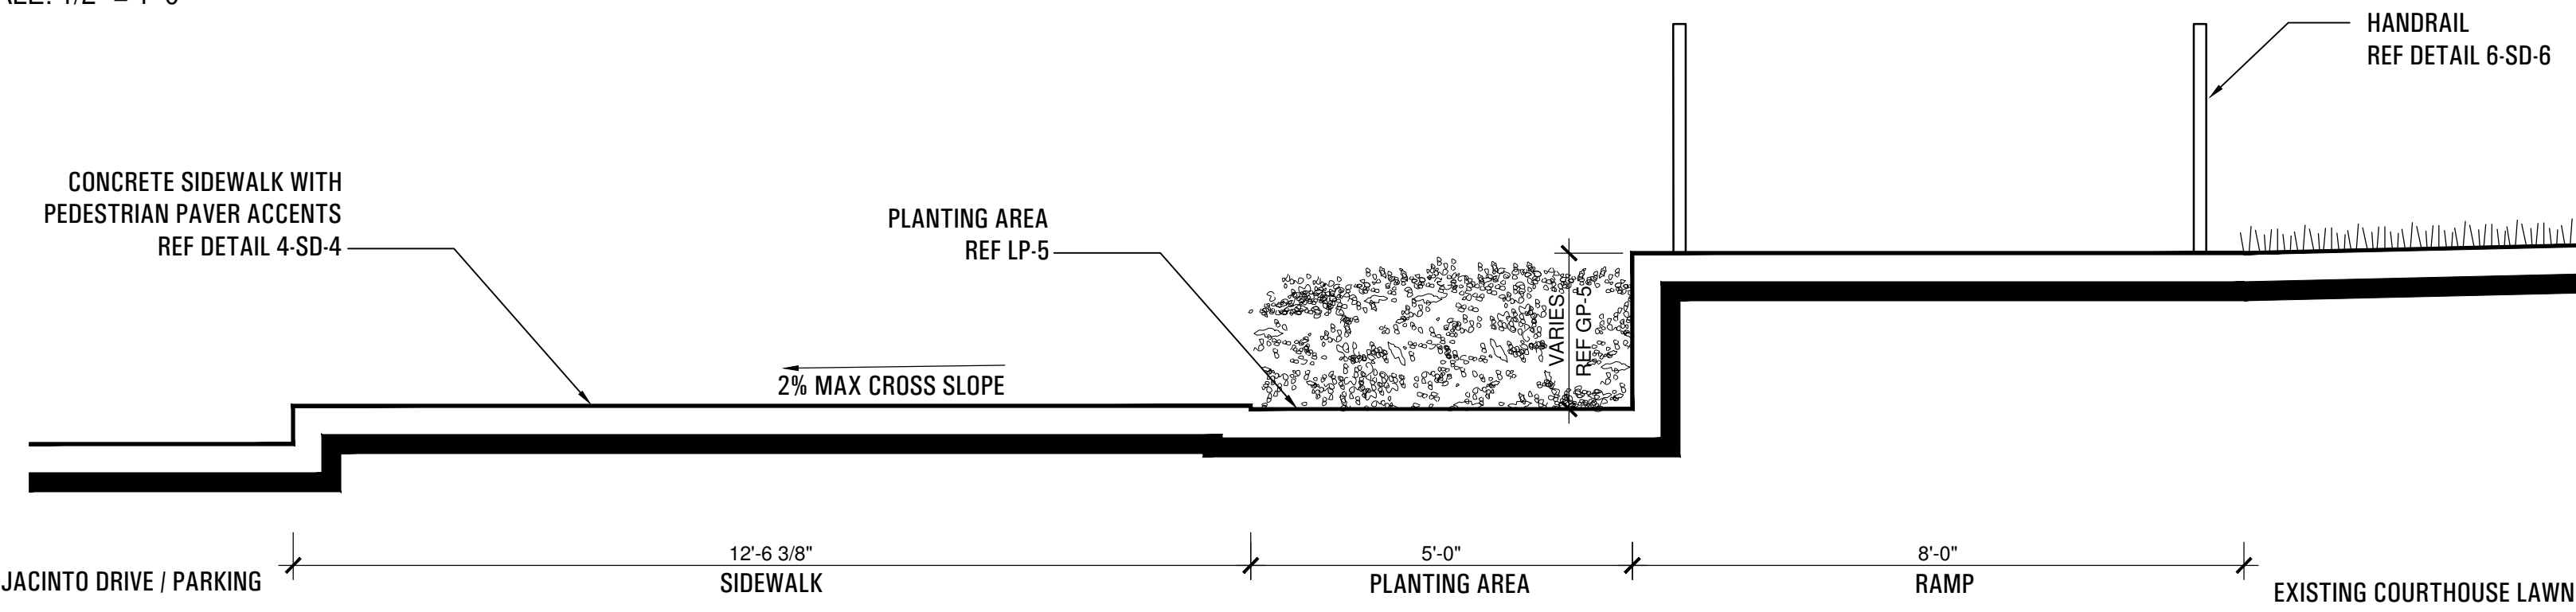 HANDRAIL
REF DETAIL 6-SD-6
CONCRETE SIDEWALK WITH
PEDESTRIAN PAVER ACCENTS
REF DETAIL 4-SD-4
PLANTING AREA
REF LP-5
VARIES
REF GP-5
2% MAX CROSS SLOPE
12'-6 3/8"
5'-0"
8'-0"
JACINTO DRIVE / PARKING
SIDEWALK
PLANTING AREA
RAMP
EXISTING COURTHOUSE LAWN